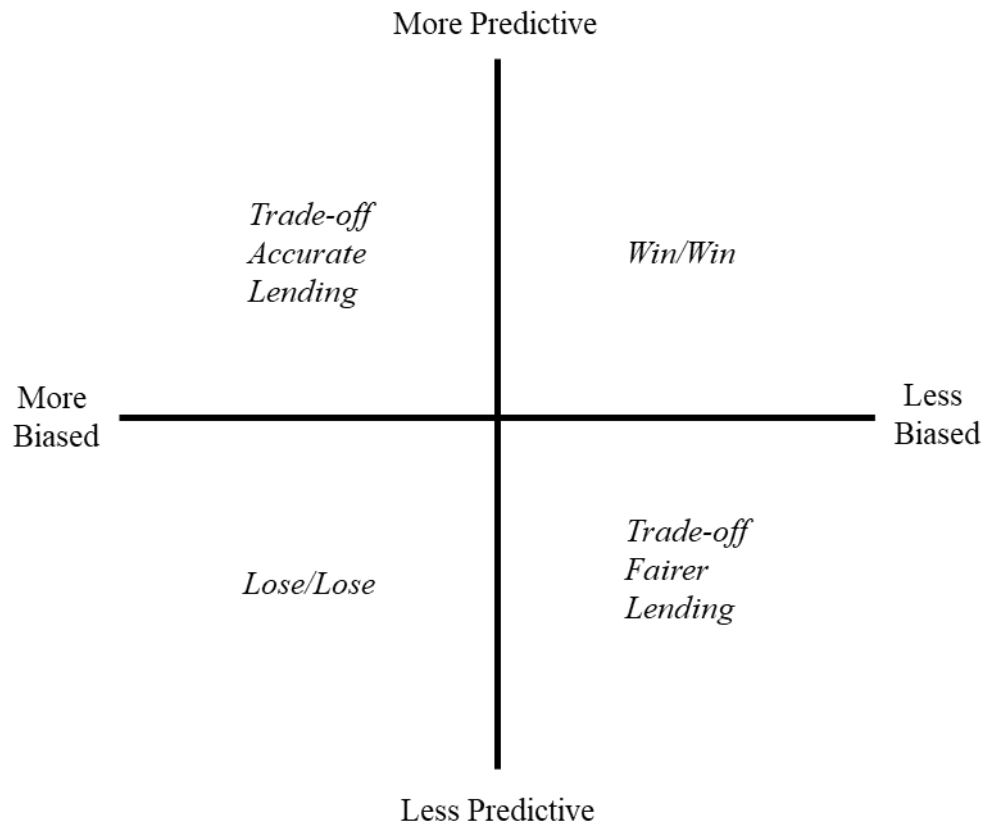 More Predictive
Trade-off
Accurate
Lending
Win/Win
More
Biased
Less
Biased
Lose/Lose
Trade-off
Fairer
Lending
Less Predictive